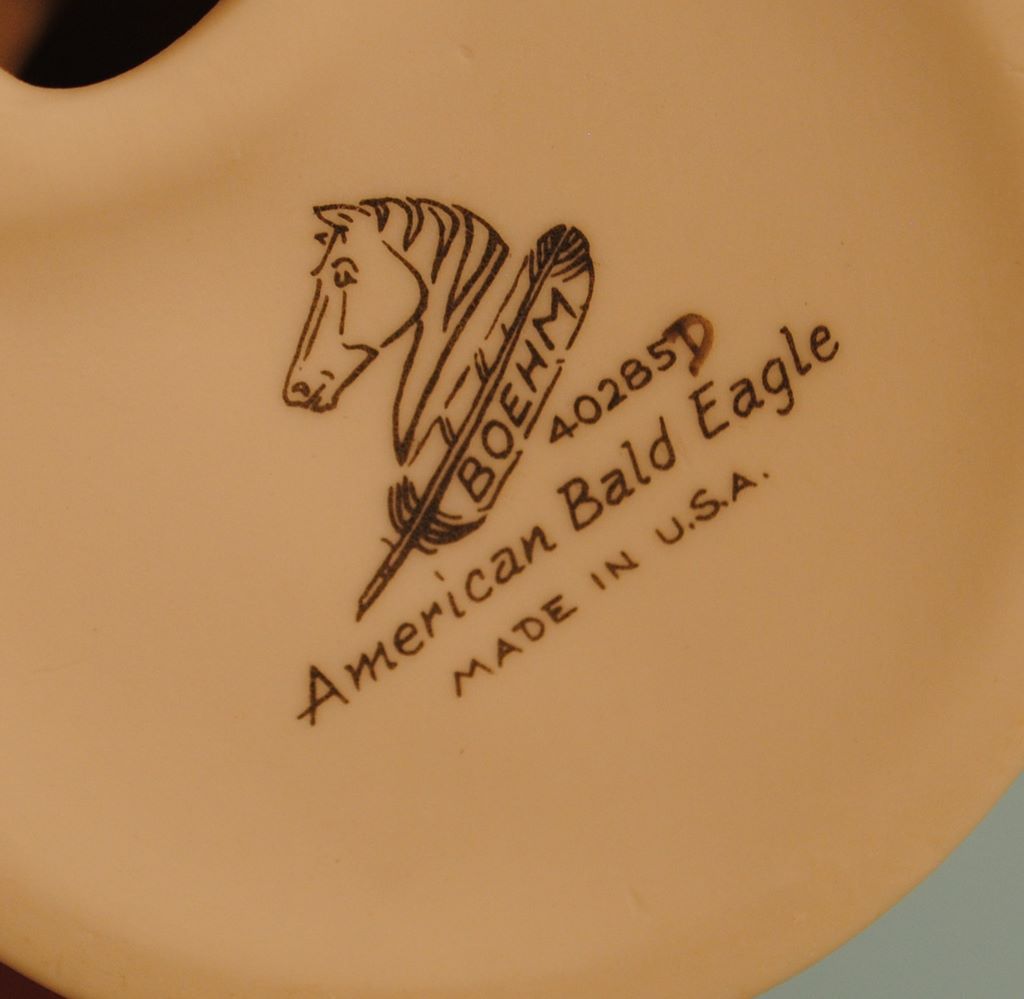 BOEHM
40285D
American Bald Eagle
MADE IN U.S.A.